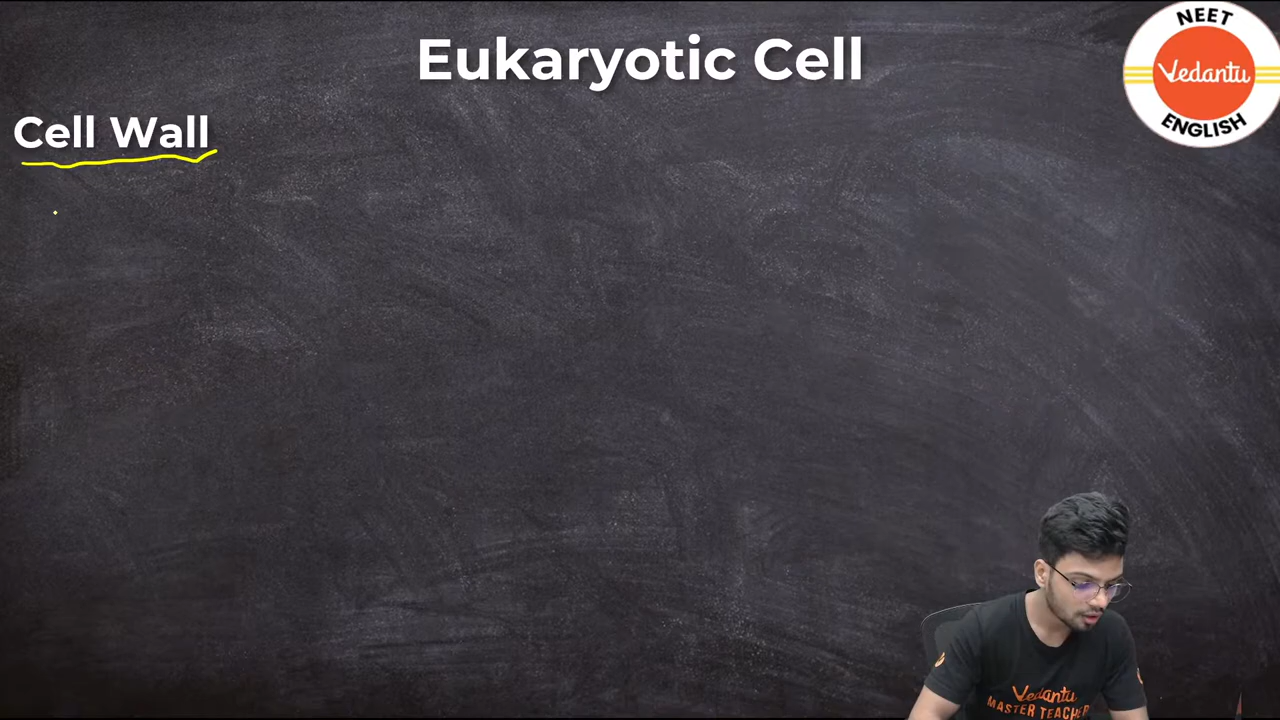 Eukaryotic Cell
NEET
Vedantu
ENGLISH
Cell Wall
Vedantu
MASTER TEACHER